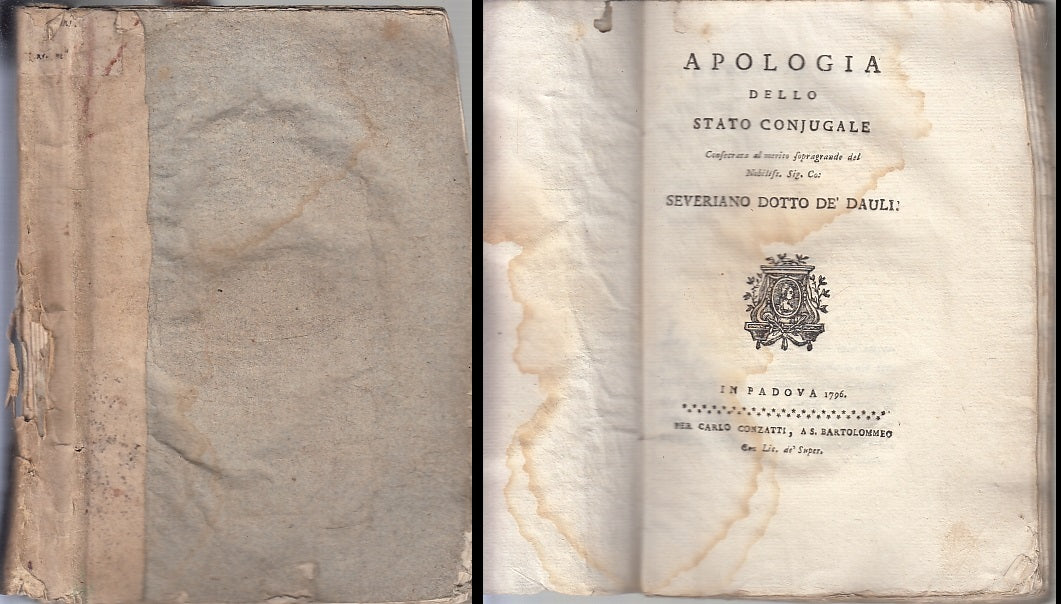 APOLOGIA
DELLO
STATO CONJUGALE
Consecrata al merito sopragrande del
Nobiliss. Sig. Co:
SEVERIANO DOTTO DE' DAULI:
IN PADOVA 1796.
PER CARLO CONZATTI, A S. BARTOLOMMEO
Con Lic. de' Super.